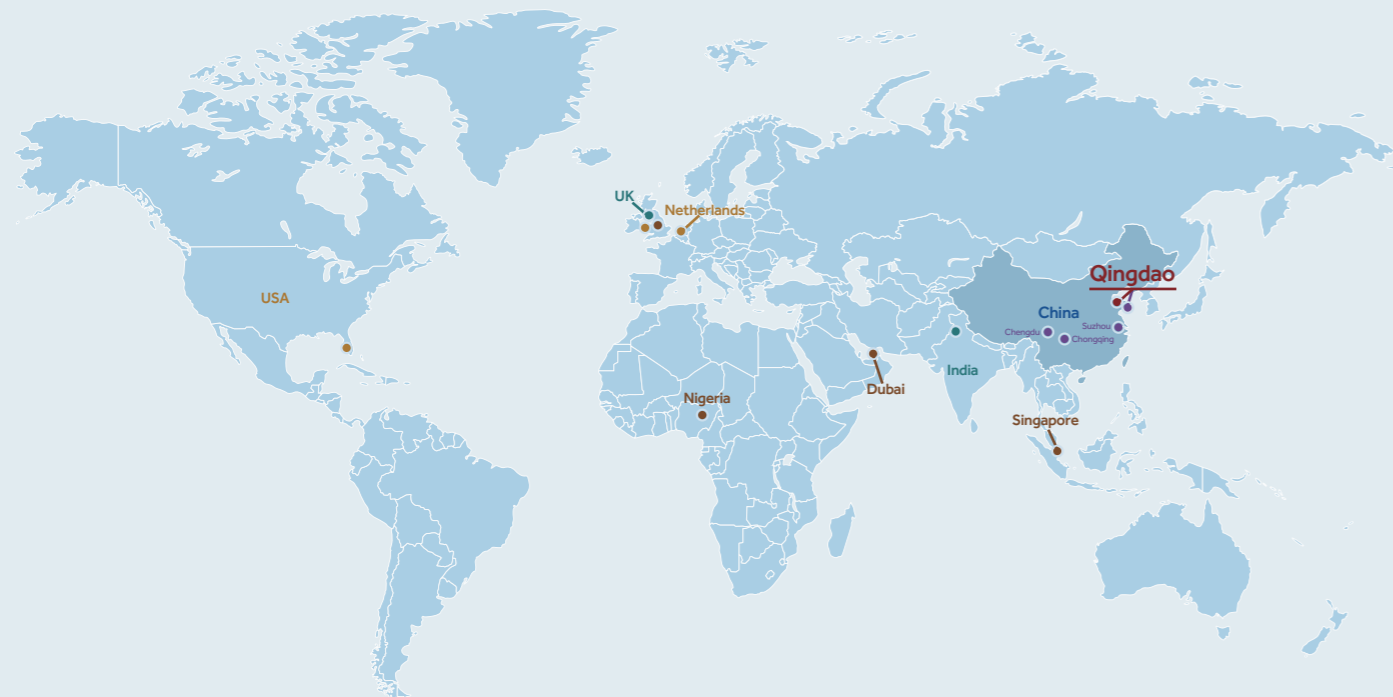 UK
Netherlands
Qingdao
USA
China
Suzhou
Chengdu
Chongqing
India
Dubai
Nigeria
Singapore